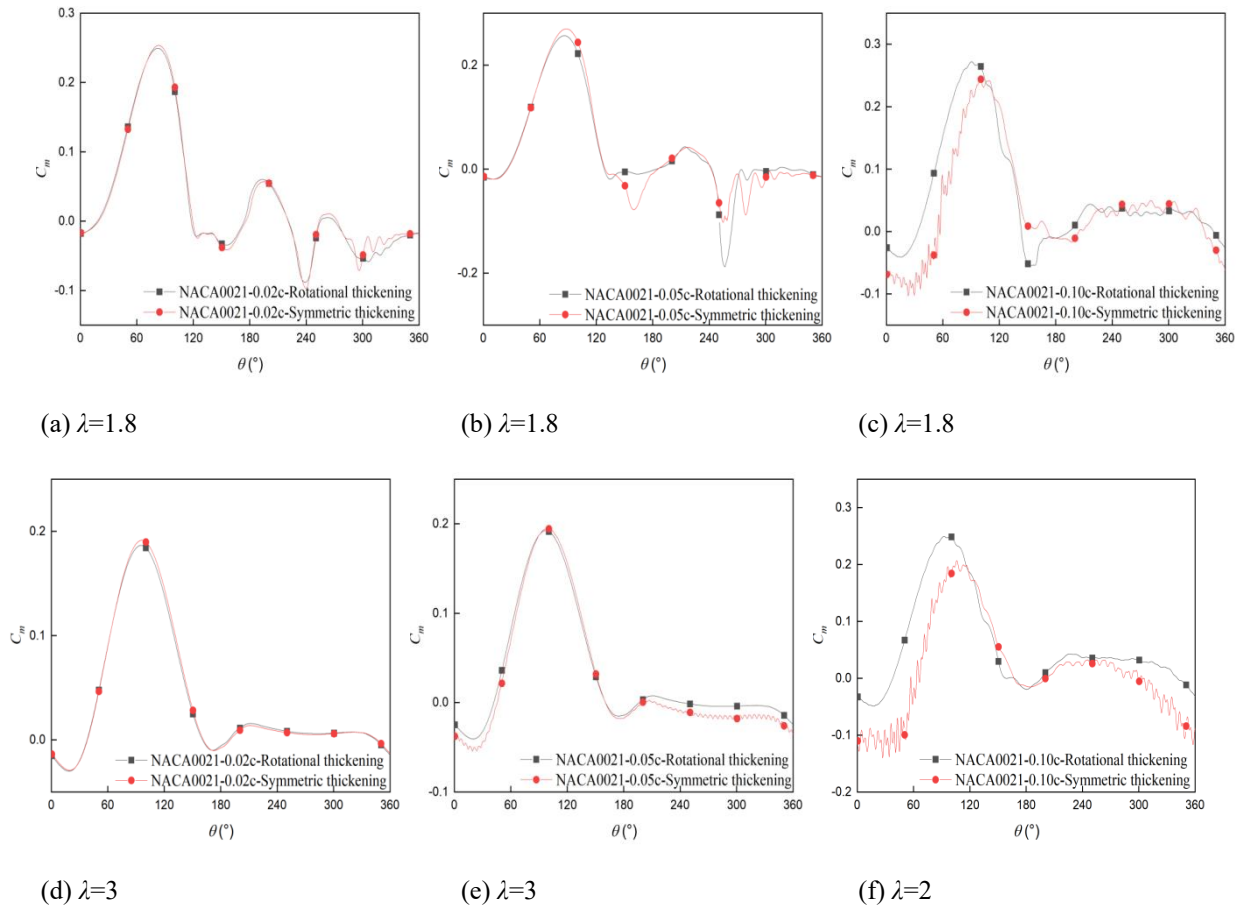 0.3
0.2
0.1
0.0
-0.1
C_m
0 60 120 180 240 300 360
θ (°)
NACA0021-0.02c-Rotational thickening
NACA0021-0.02c-Symmetric thickening
(a) λ=1.8
0.2
0.0
-0.2
C_m
0 60 120 180 240 300 360
θ (°)
NACA0021-0.05c-Rotational thickening
NACA0021-0.05c-Symmetric thickening
(b) λ=1.8
0.3
0.2
0.1
0.0
-0.1
C_m
0 60 120 180 240 300 360
θ (°)
NACA0021-0.10c-Rotational thickening
NACA0021-0.10c-Symmetric thickening
(c) λ=1.8
0.2
0.1
0.0
C_m
0 60 120 180 240 300 360
θ (°)
NACA0021-0.02c-Rotational thickening
NACA0021-0.02c-Symmetric thickening
(d) λ=3
0.2
0.1
0.0
-0.1
C_m
0 60 120 180 240 300 360
θ (°)
NACA0021-0.05c-Rotational thickening
NACA0021-0.05c-Symmetric thickening
(e) λ=3
0.3
0.2
0.1
0.0
-0.1
-0.2
C_m
0 60 120 180 240 300 360
θ (°)
NACA0021-0.10c-Rotational thickening
NACA0021-0.10c-Symmetric thickening
(f) λ=2